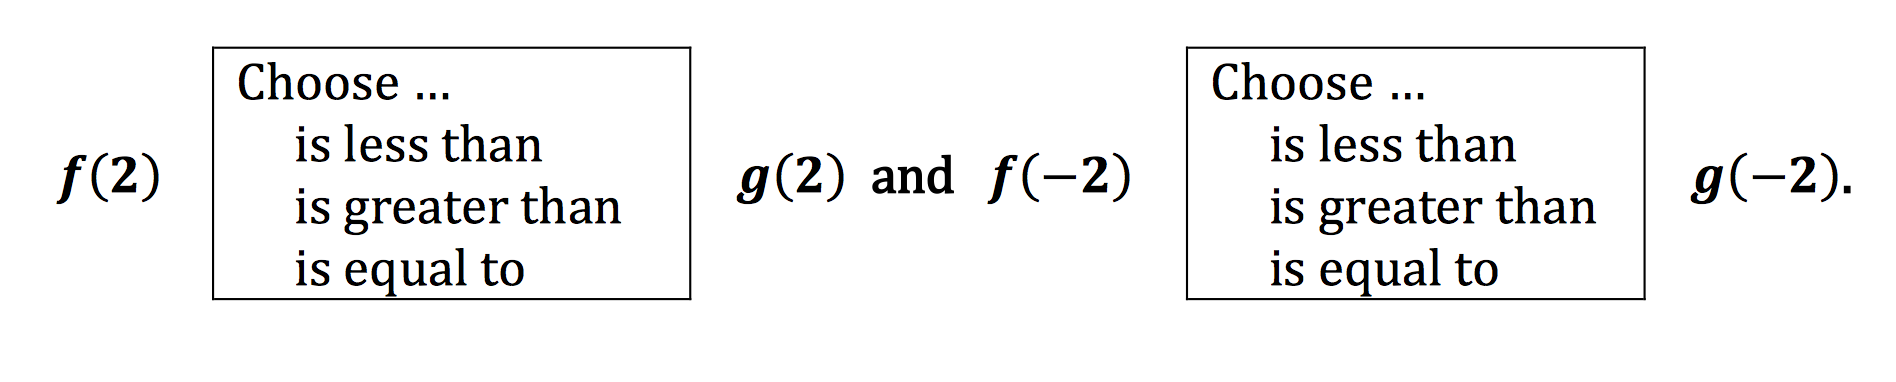 f(2)
Choose ...
is less than
is greater than
is equal to
g(2) and f(−2)
Choose ...
is less than
is greater than
is equal to
g(−2).